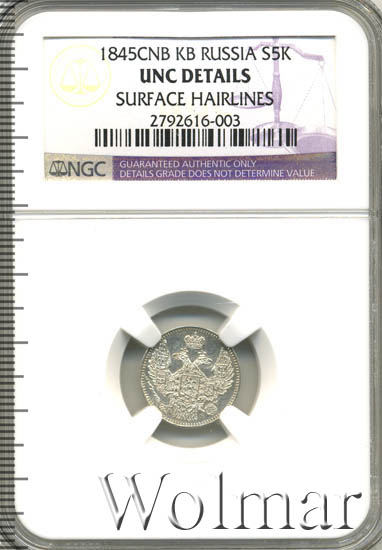 1845CNB KB RUSSIA S5K
UNC DETAILS
SURFACE HAIRLINES
2792616-003
NGC
GUARANTEED AUTHENTIC ONLY
DETAILS GRADE DOES NOT DETERMINE VALUE
Wolmar